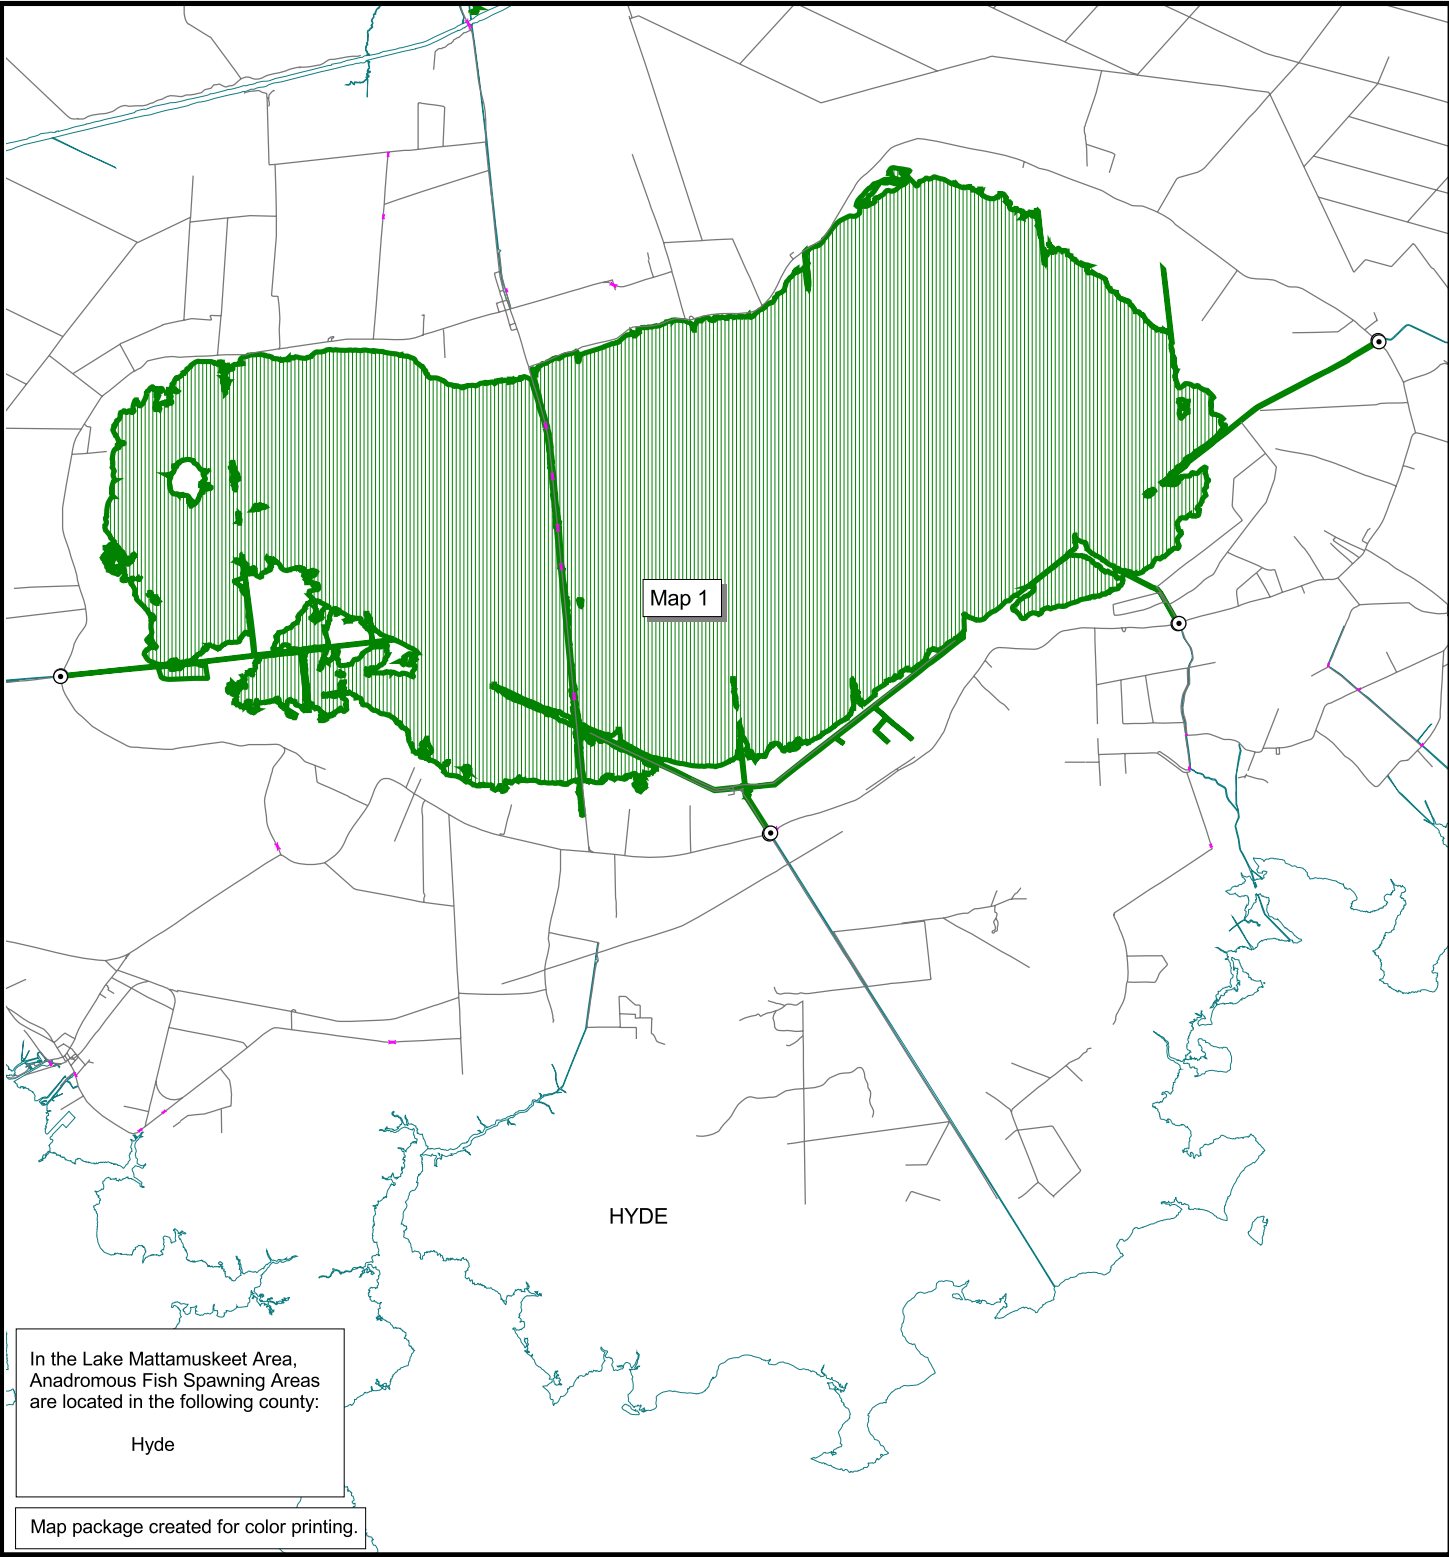 Map 1
HYDE
In the Lake Mattamuskeet Area,
Anadromous Fish Spawning Areas
are located in the following county:
Hyde
Map package created for color printing.